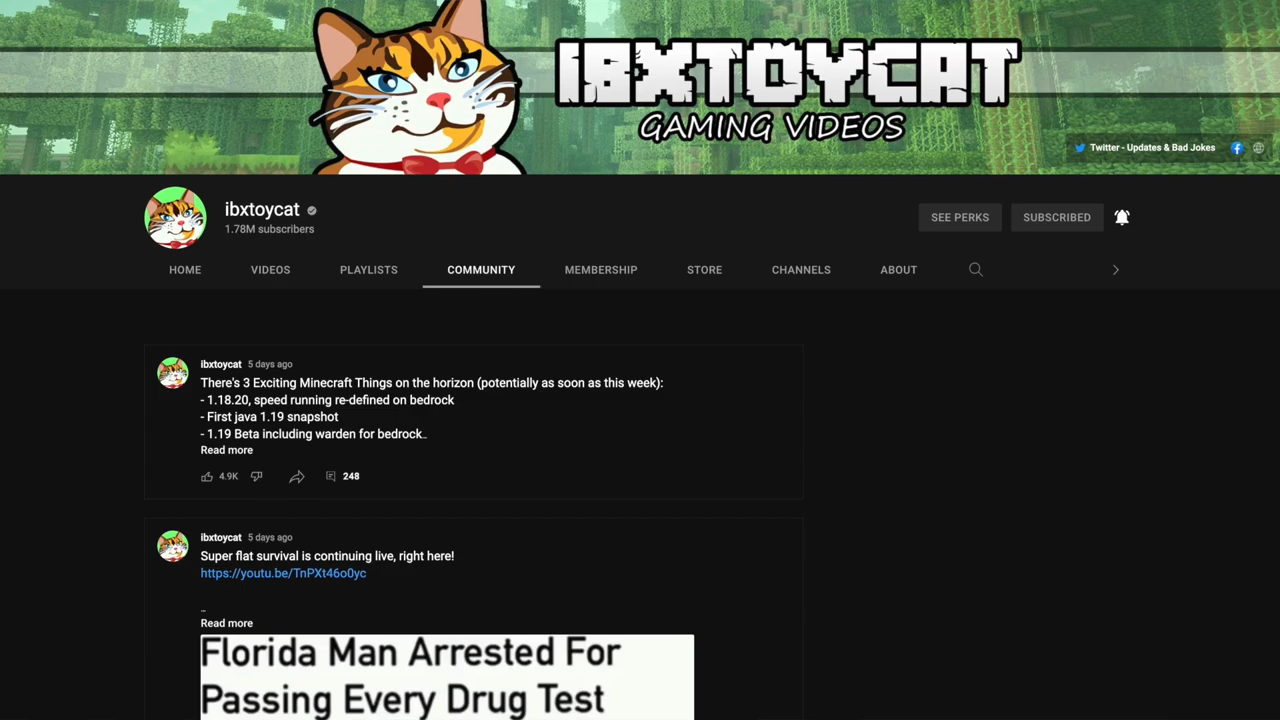 IBXTOYCAT
GAMING VIDEOS
Twitter - Updates & Bad Jokes
ibxtoycat
1.78M subscribers
SEE PERKS
SUBSCRIBED
HOME
VIDEOS
PLAYLISTS
COMMUNITY
MEMBERSHIP
STORE
CHANNELS
ABOUT
ibxtoycat 5 days ago
There's 3 Exciting Minecraft Things on the horizon (potentially as soon as this week):
- 1.18.20, speed running re-defined on bedrock
- First java 1.19 snapshot
- 1.19 Beta including warden for bedrock...
Read more
4.9K
248
ibxtoycat 5 days ago
Super flat survival is continuing live, right here!
https://youtu.be/TnPXt46o0yc
...
Read more
Florida Man Arrested For
Passing Every Drug Test